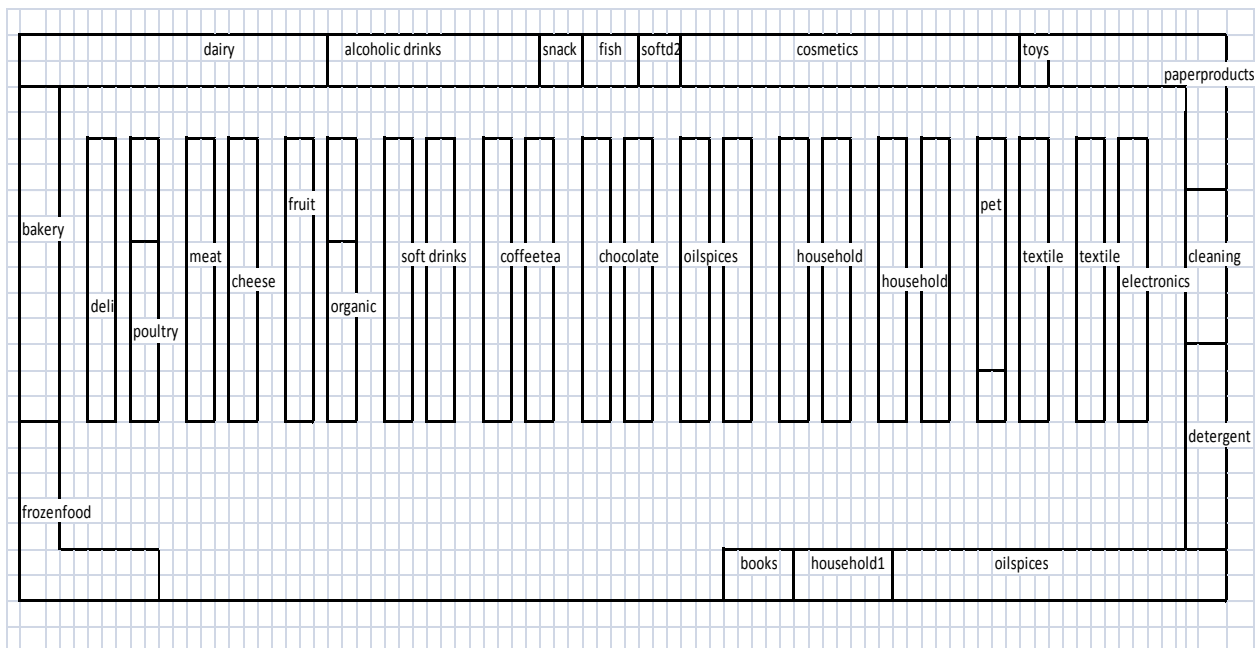 dairy
alcoholic drinks
snack
fish
softd2
cosmetics
toys
paperproducts
fruit
pet
bakery
meat
soft drinks
coffeetea
chocolate
oilspices
household
textile
textile
cleaning
cheese
household
electronics
deli
organic
poultry
detergent
frozenfood
books
household1
oilspices